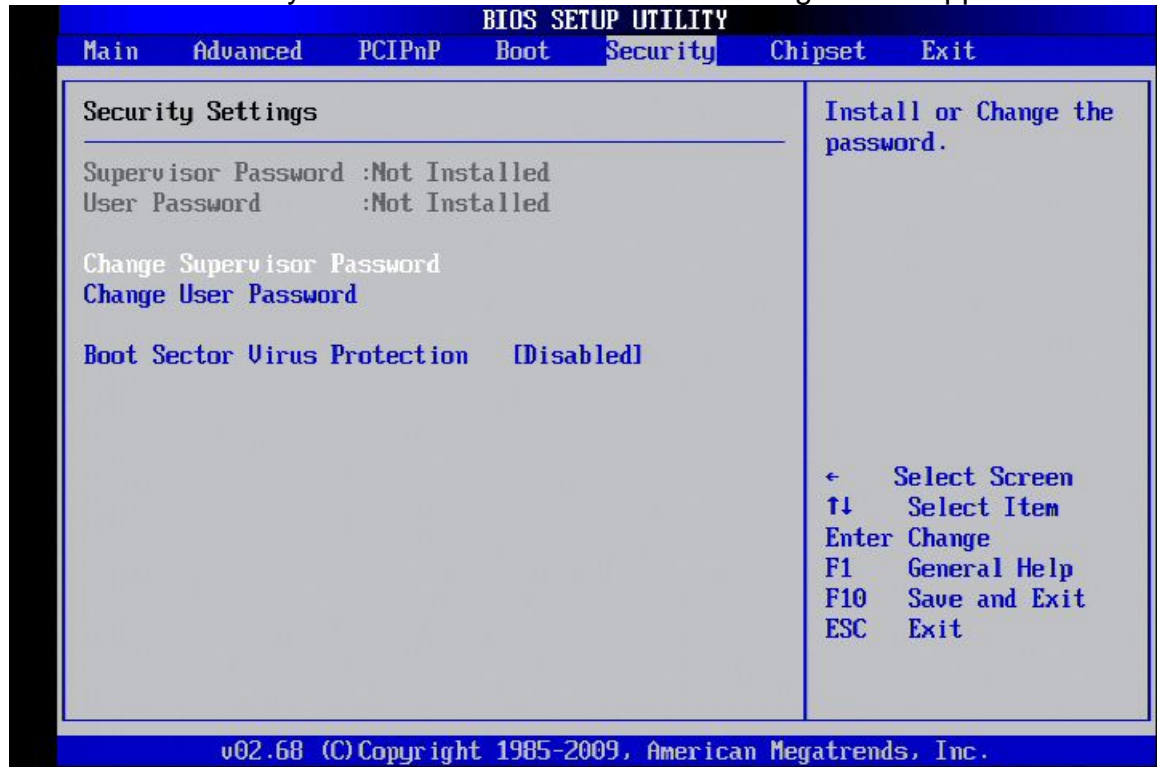 BIOS SETUP UTILITY
Main Advanced PCIPnP Boot Security Chipset Exit
Security Settings
Supervisor Password :Not Installed
User Password :Not Installed
Change Supervisor Password
Change User Password
Boot Sector Virus Protection [Disabled]
Install or Change the
password.
← Select Screen
↑↓ Select Item
Enter Change
F1 General Help
F10 Save and Exit
ESC Exit
v02.68 (C)Copyright 1985-2009, American Megatrends, Inc.